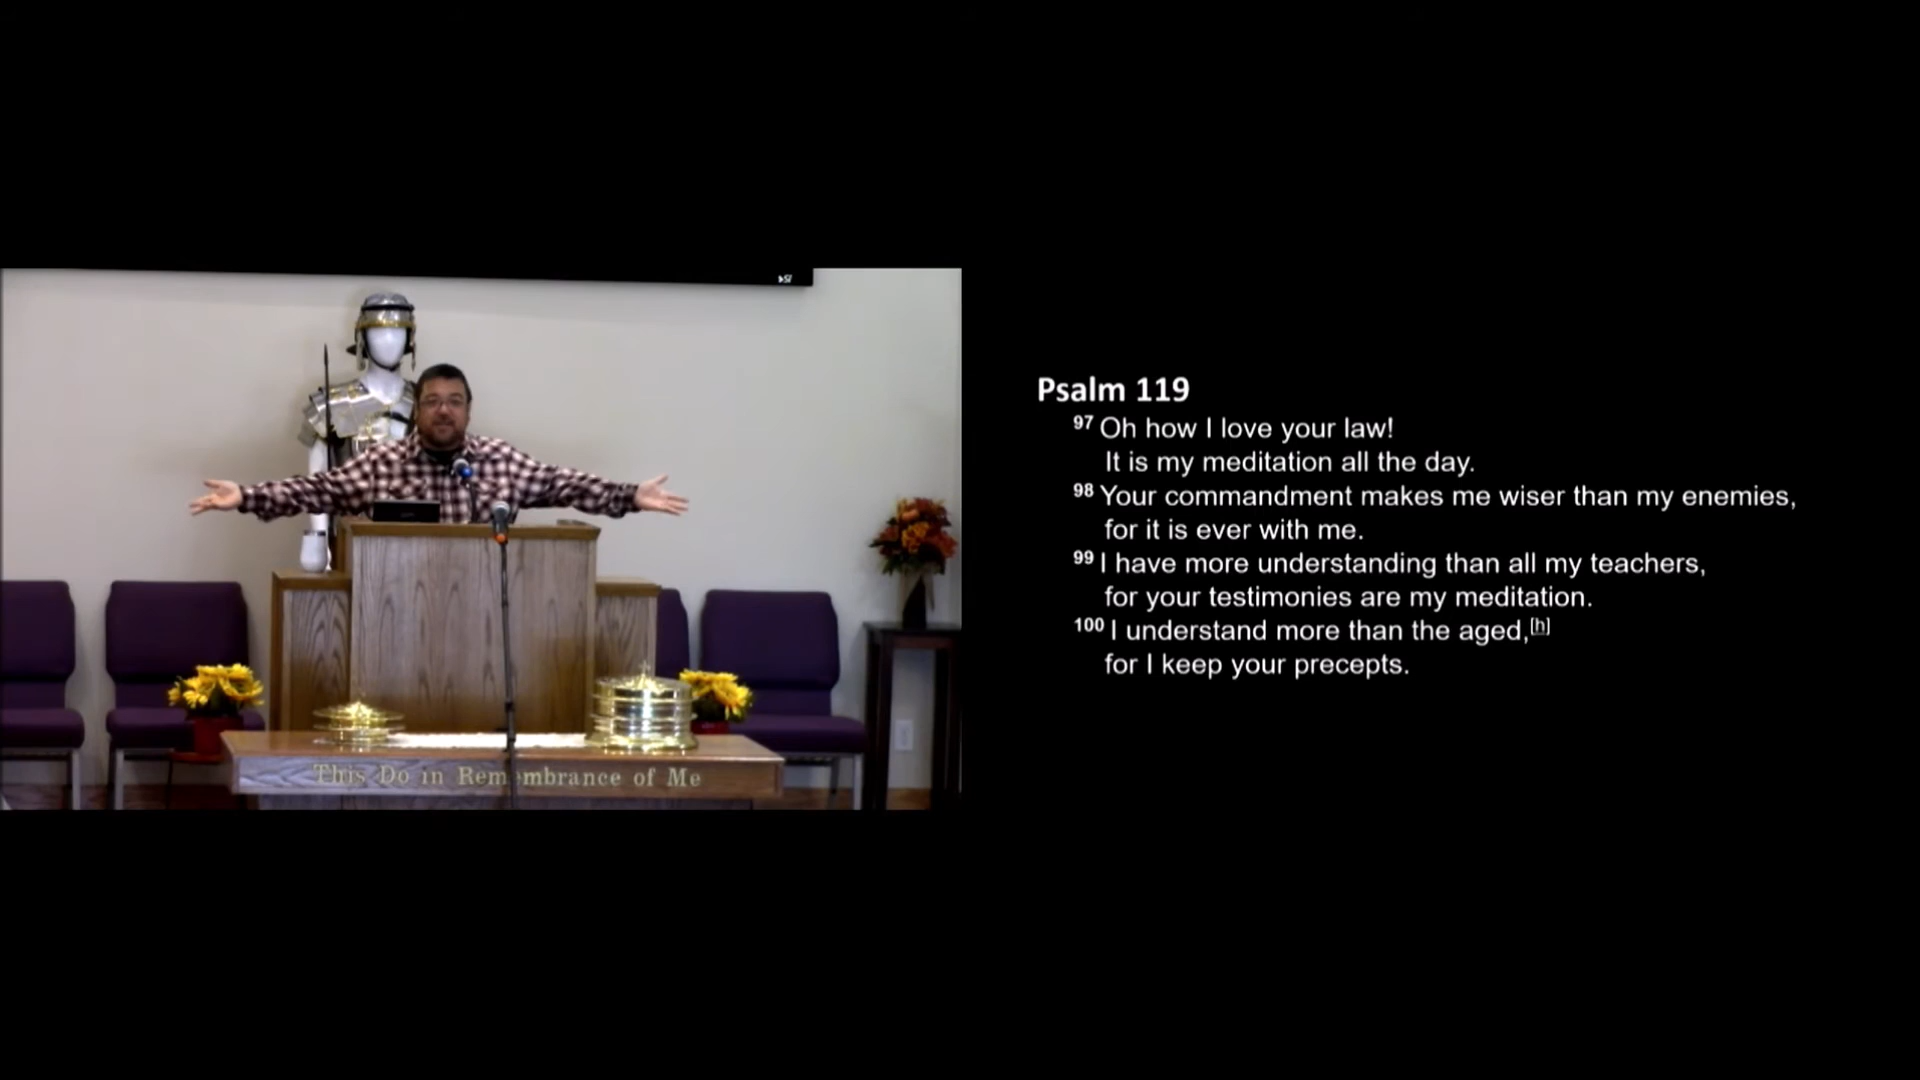 This Do in Remembrance of Me
Psalm 119
97 Oh how I love your law!
It is my meditation all the day.
98 Your commandment makes me wiser than my enemies,
for it is ever with me.
99 I have more understanding than all my teachers,
for your testimonies are my meditation.
100 I understand more than the aged,[h]
for I keep your precepts.